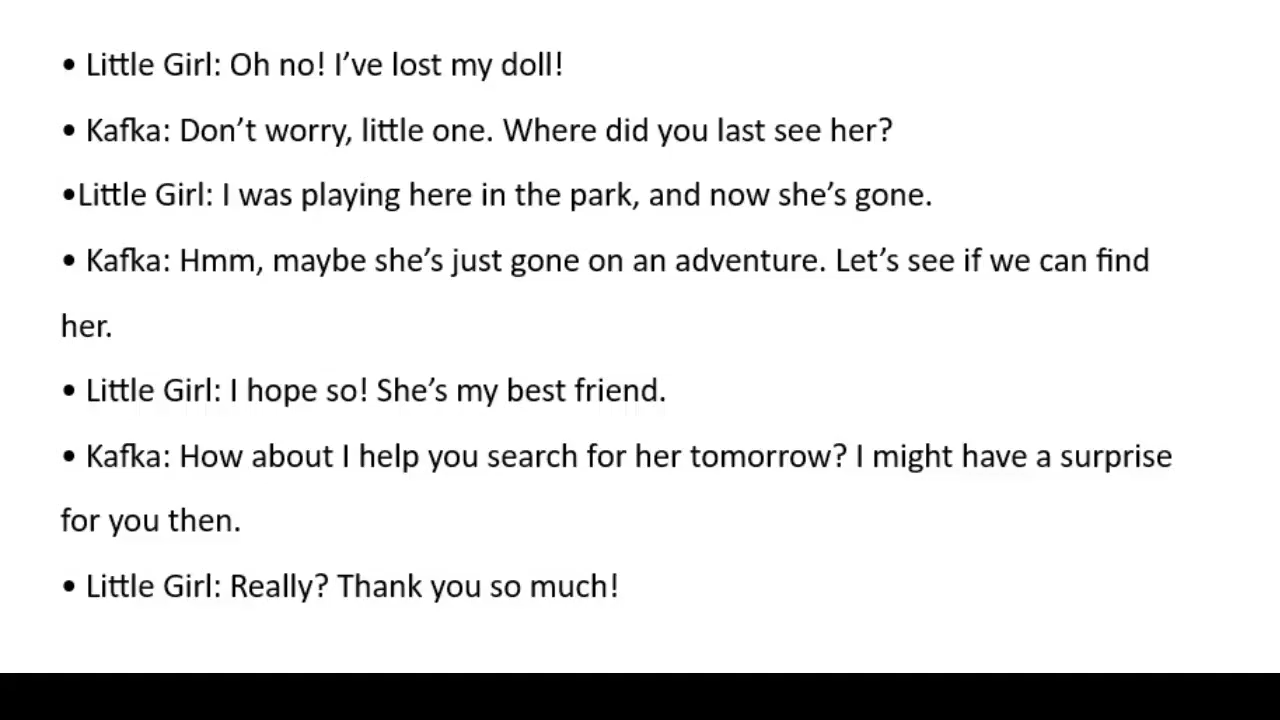 • Little Girl: Oh no! I’ve lost my doll!
• Kafka: Don’t worry, little one. Where did you last see her?
•Little Girl: I was playing here in the park, and now she’s gone.
• Kafka: Hmm, maybe she’s just gone on an adventure. Let’s see if we can find
her.
• Little Girl: I hope so! She’s my best friend.
• Kafka: How about I help you search for her tomorrow? I might have a surprise
for you then.
• Little Girl: Really? Thank you so much!